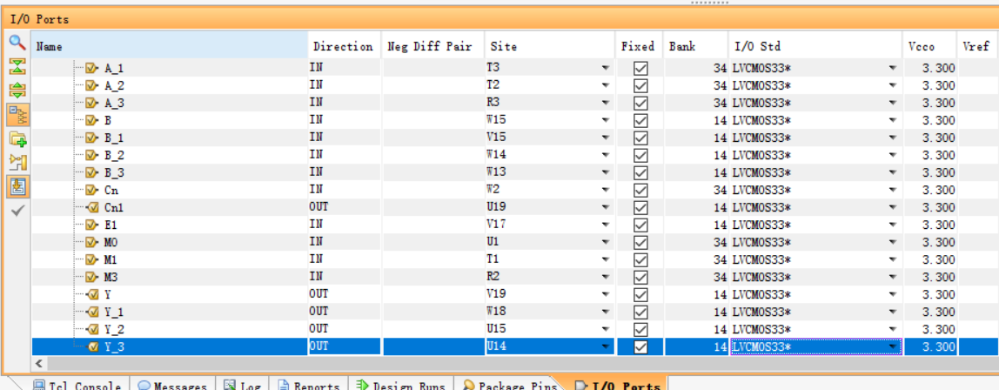 I/O Ports
Name Direction Neg Diff Pair Site Fixed Bank I/O Std Vcco Vref
A_1 IN T3 34 LVCMOS33* 3.300
A_2 IN T2 34 LVCMOS33* 3.300
A_3 IN R3 34 LVCMOS33* 3.300
B IN W15 14 LVCMOS33* 3.300
B_1 IN V15 14 LVCMOS33* 3.300
B_2 IN W14 14 LVCMOS33* 3.300
B_3 IN W13 14 LVCMOS33* 3.300
Cn IN W2 34 LVCMOS33* 3.300
Cn1 OUT U19 14 LVCMOS33* 3.300
E1 IN V17 14 LVCMOS33* 3.300
M0 IN U1 34 LVCMOS33* 3.300
M1 IN T1 34 LVCMOS33* 3.300
M3 IN R2 34 LVCMOS33* 3.300
Y OUT V19 14 LVCMOS33* 3.300
Y_1 OUT W18 14 LVCMOS33* 3.300
Y_2 OUT U15 14 LVCMOS33* 3.300
Y_3 OUT U14 14 LVCMOS33* 3.300
Tcl Console Messages Log Reports Design Runs Package Pins I/O Ports